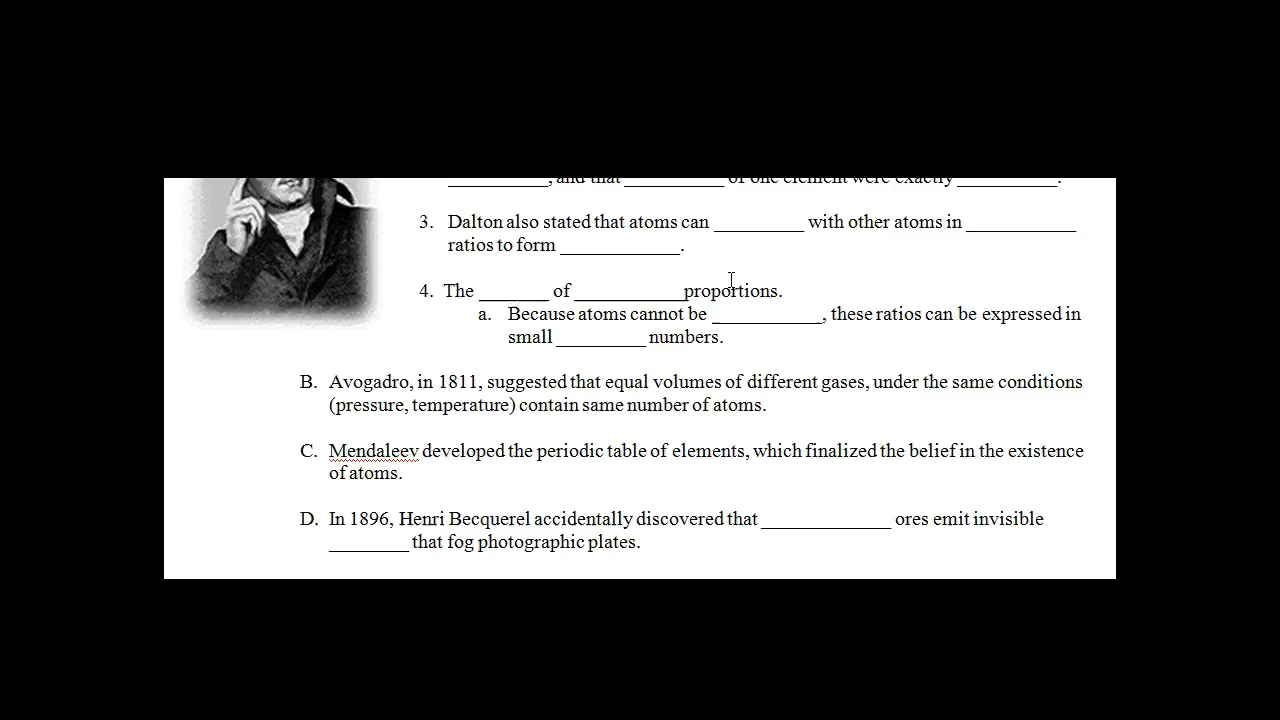 __________, and that __________ of one element were exactly __________.
3. Dalton also stated that atoms can _________ with other atoms in ___________
ratios to form ____________.
4. The _______ of ___________proportions.
a. Because atoms cannot be ___________, these ratios can be expressed in
small _________ numbers.
B. Avogadro, in 1811, suggested that equal volumes of different gases, under the same conditions
(pressure, temperature) contain same number of atoms.
C. Mendaleev developed the periodic table of elements, which finalized the belief in the existence
of atoms.
D. In 1896, Henri Becquerel accidentally discovered that _____________ ores emit invisible
________ that fog photographic plates.